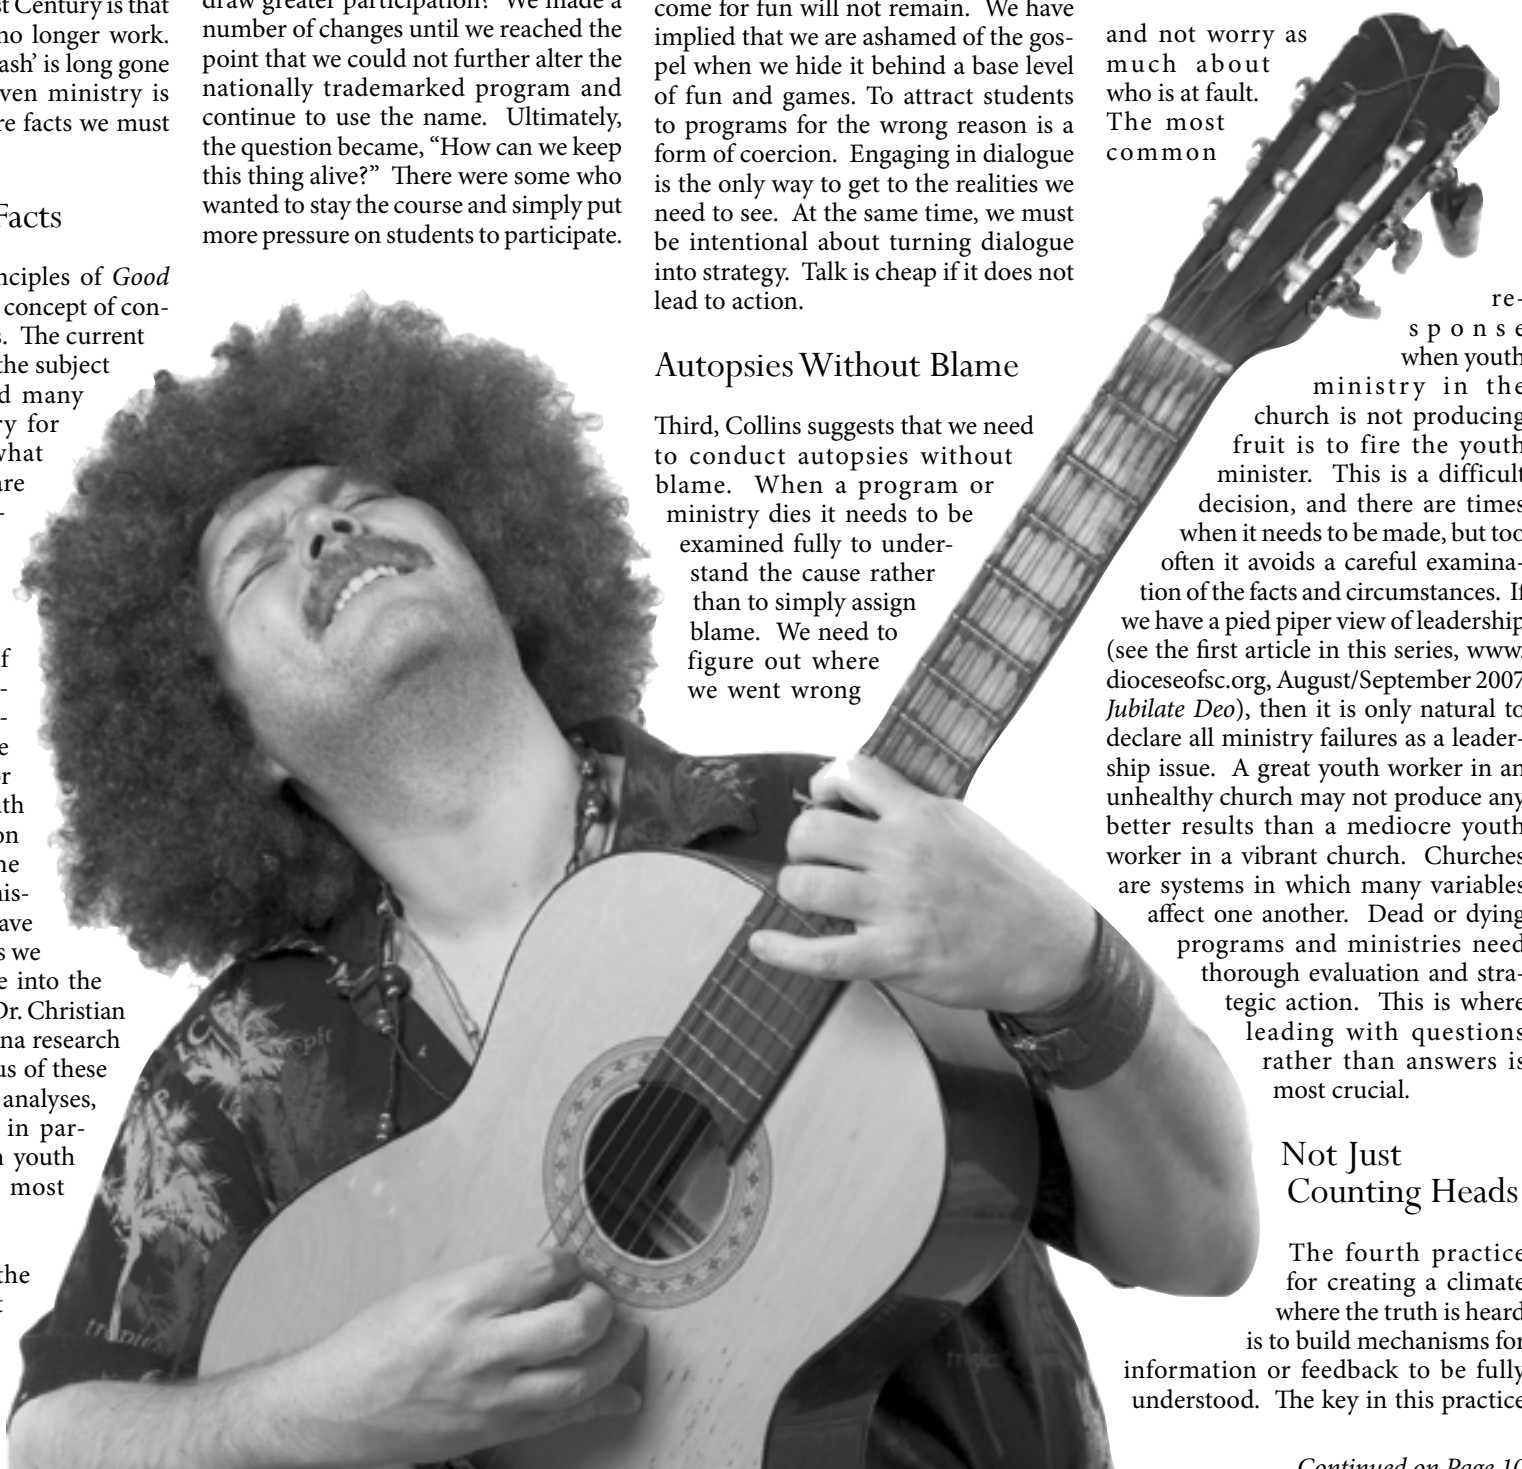 st Century is that
no longer work.
ash’ is long gone
ven ministry is
re facts we must
Facts
nciples of Good
concept of con-
s. The current
the subject
d many
ry for
what
are
-
f
-
-
e
or
th
on
he
his-
ave
s we
e into the
Dr. Christian
na research
us of these
analyses,
in par-
n youth
most
the
t
draw greater participation? We made a
number of changes until we reached the
point that we could not further alter the
nationally trademarked program and
continue to use the name. Ultimately,
the question became, “How can we keep
this thing alive?” There were some who
wanted to stay the course and simply put
more pressure on students to participate.
come for fun will not remain. We have
implied that we are ashamed of the gos-
pel when we hide it behind a base level
of fun and games. To attract students
to programs for the wrong reason is a
form of coercion. Engaging in dialogue
is the only way to get to the realities we
need to see. At the same time, we must
be intentional about turning dialogue
into strategy. Talk is cheap if it does not
lead to action.
Autopsies Without Blame
Third, Collins suggests that we need
to conduct autopsies without
blame. When a program or
ministry dies it needs to be
examined fully to under-
stand the cause rather
than to simply assign
blame. We need to
figure out where
we went wrong
and not worry as
much about
who is at fault.
The most
common
re-
sponse
when youth
ministry in the
church is not producing
fruit is to fire the youth
minister. This is a difficult
decision, and there are times
when it needs to be made, but too
often it avoids a careful examina-
tion of the facts and circumstances. If
we have a pied piper view of leadership
(see the first article in this series, www.
dioceseofsc.org, August/September 2007
Jubilate Deo), then it is only natural to
declare all ministry failures as a leader-
ship issue. A great youth worker in an
unhealthy church may not produce any
better results than a mediocre youth
worker in a vibrant church. Churches
are systems in which many variables
affect one another. Dead or dying
programs and ministries need
thorough evaluation and stra-
tegic action. This is where
leading with questions
rather than answers is
most crucial.
Not Just
Counting Heads
The fourth practice
for creating a climate
where the truth is heard
is to build mechanisms for
information or feedback to be fully
understood. The key in this practice
Continued on Page 10